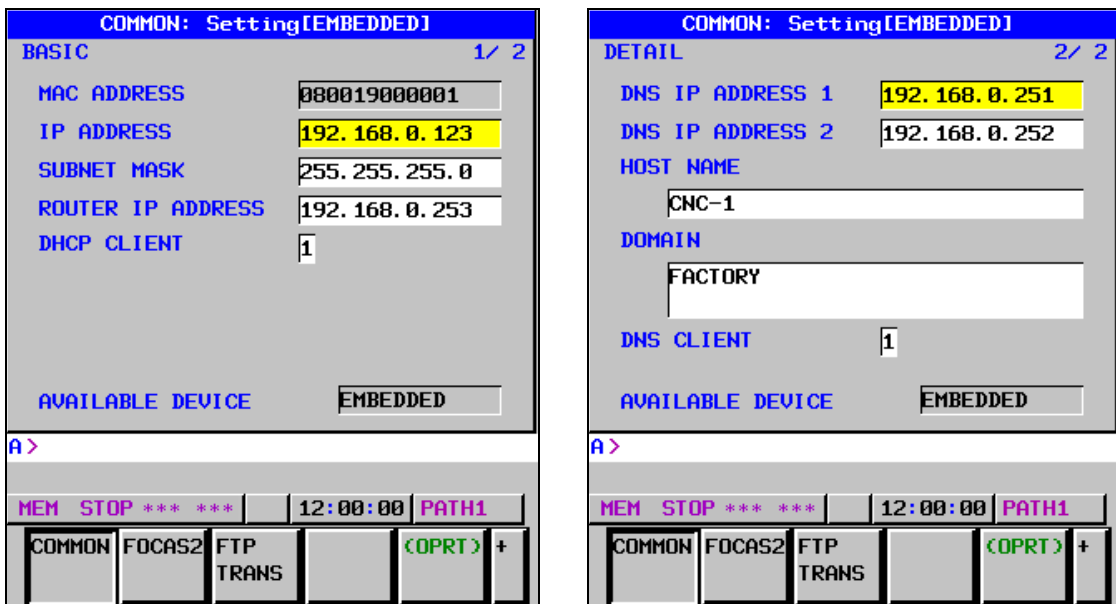 COMMON: Setting[EMBEDDED]
BASIC 1/ 2
MAC ADDRESS 080019000001
IP ADDRESS 192.168.0.123
SUBNET MASK 255.255.255.0
ROUTER IP ADDRESS 192.168.0.253
DHCP CLIENT 1
AVAILABLE DEVICE EMBEDDED
A>
MEM STOP *** *** 12:00:00 PATH1
COMMON FOCAS2 FTP TRANS (OPRT) +
COMMON: Setting[EMBEDDED]
DETAIL 2/ 2
DNS IP ADDRESS 1 192.168.0.251
DNS IP ADDRESS 2 192.168.0.252
HOST NAME
CNC-1
DOMAIN
FACTORY
DNS CLIENT 1
AVAILABLE DEVICE EMBEDDED
A>
MEM STOP *** *** 12:00:00 PATH1
COMMON FOCAS2 FTP TRANS (OPRT) +